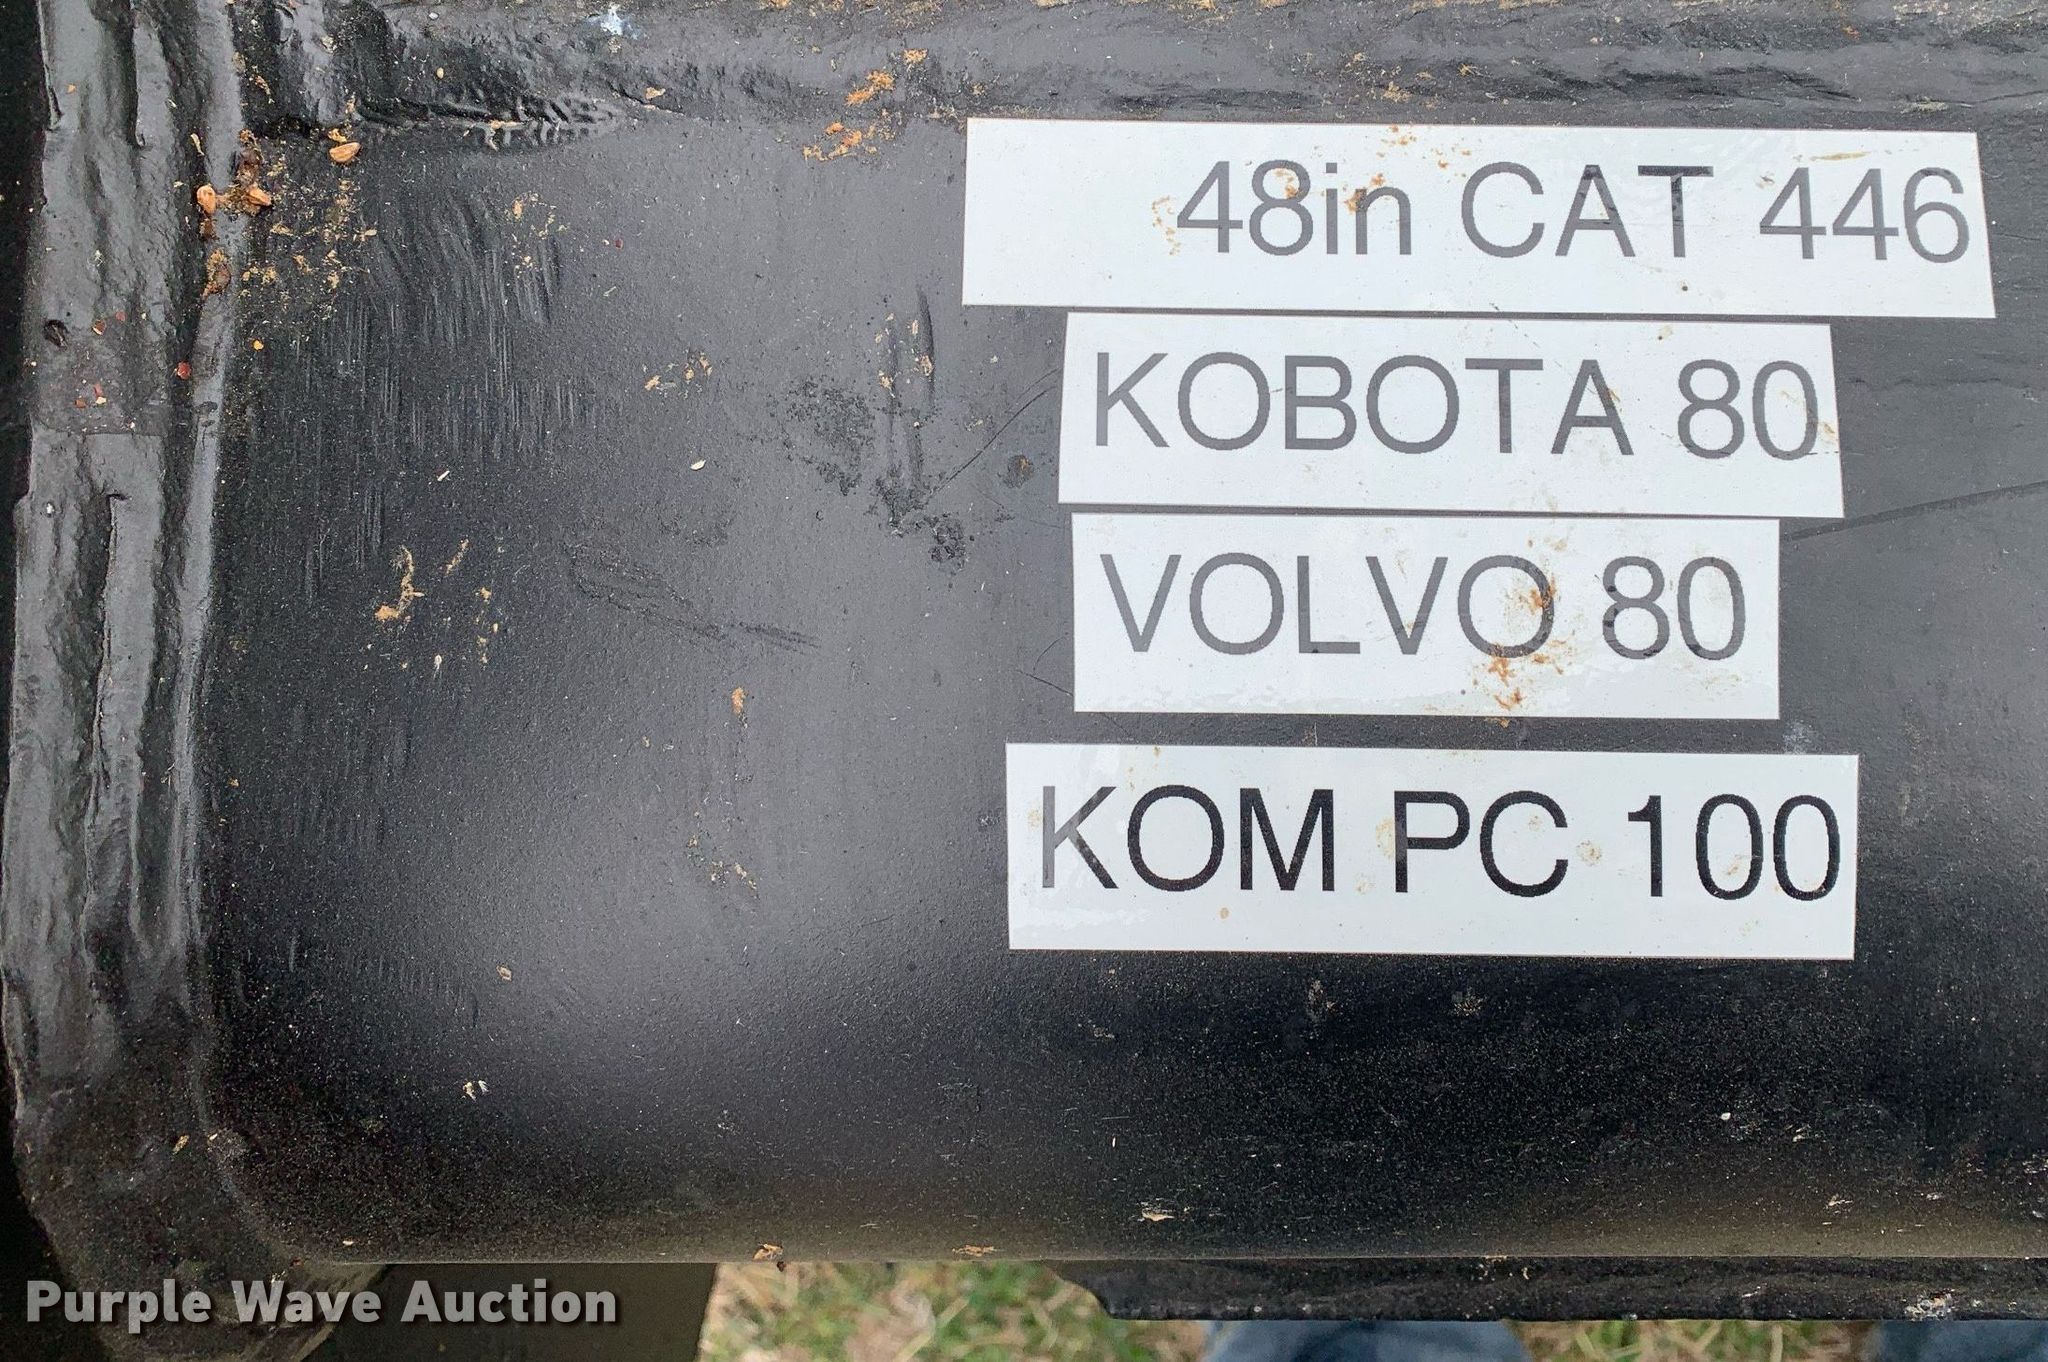 48in CAT 446
KOBOTA 80
VOLVO 80
KOM PC 100
Purple Wave Auction